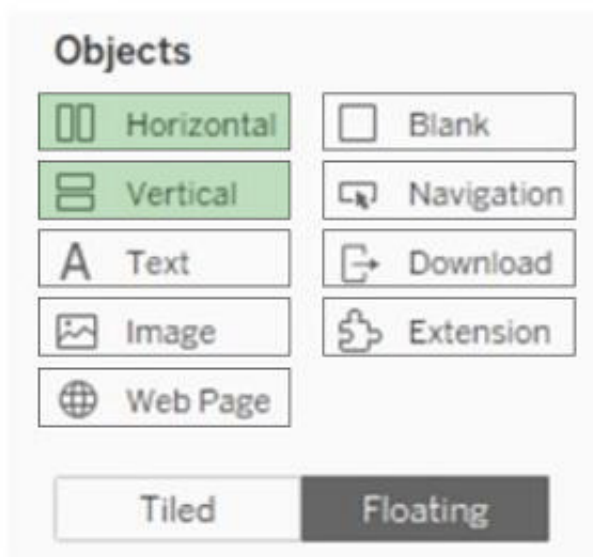 Objects
Horizontal Blank
Vertical Navigation
Text Download
Image Extension
Web Page
Tiled Floating